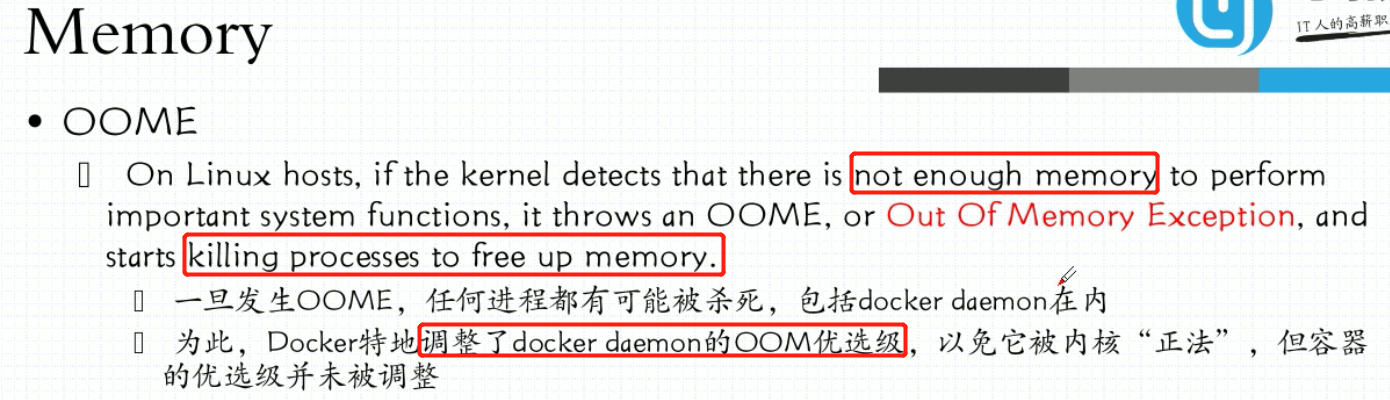 IT人的高薪职
Memory
• OOME
On Linux hosts, if the kernel detects that there is not enough memory to perform
important system functions, it throws an OOME, or Out Of Memory Exception, and
starts killing processes to free up memory.
一旦发生OOME，任何进程都有可能被杀死，包括docker daemon在内
为此，Docker特地调整了docker daemon的OOM优选级，以免它被内核“正法”，但容器
的优选级并未被调整